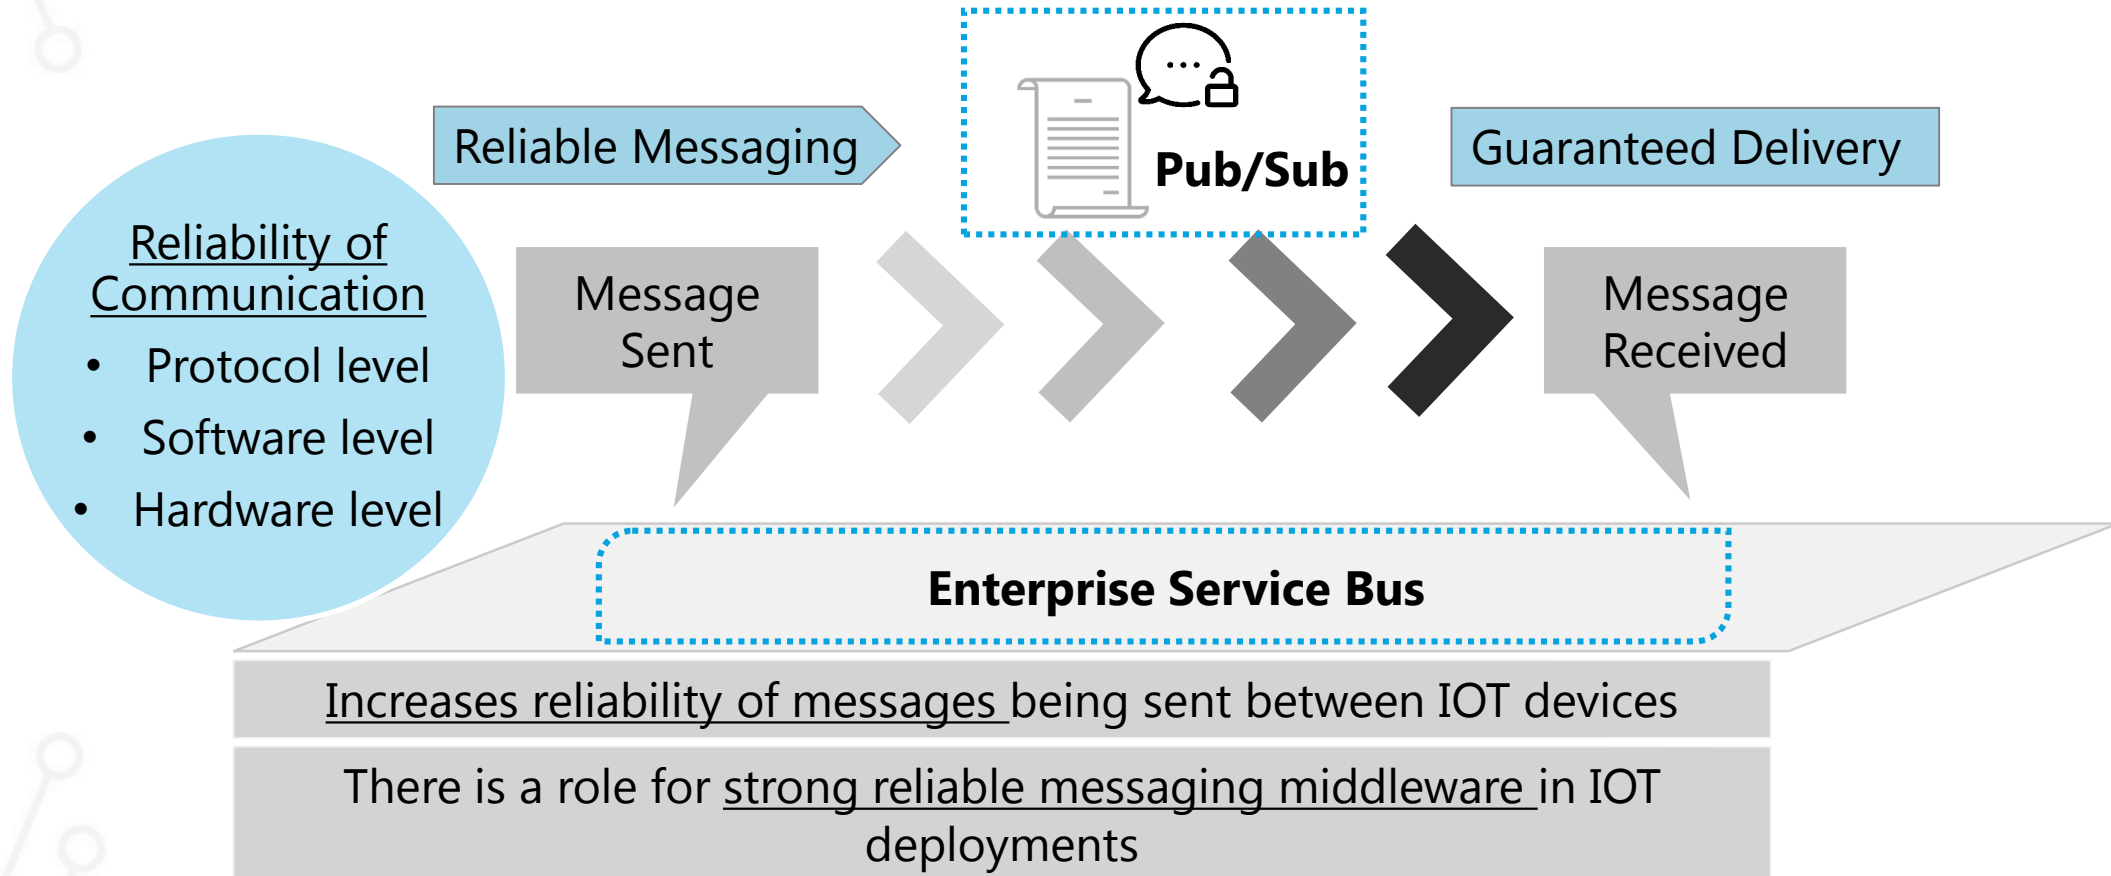 Reliable Messaging
Pub/Sub
Guaranteed Delivery
Reliability of
Communication
• Protocol level
• Software level
• Hardware level
Message
Sent
Message
Received
Enterprise Service Bus
Increases reliability of messages being sent between IOT devices
There is a role for strong reliable messaging middleware in IOT
deployments